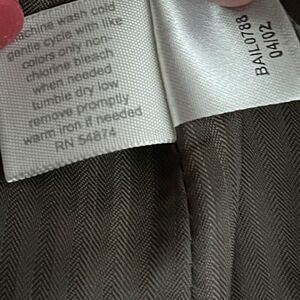 machine wash cold
gentle cycle with like
colors only non-
chlorine bleach
when needed
tumble dry low
remove promptly
warm iron if needed
RN 54874
BAIL0788
04/02